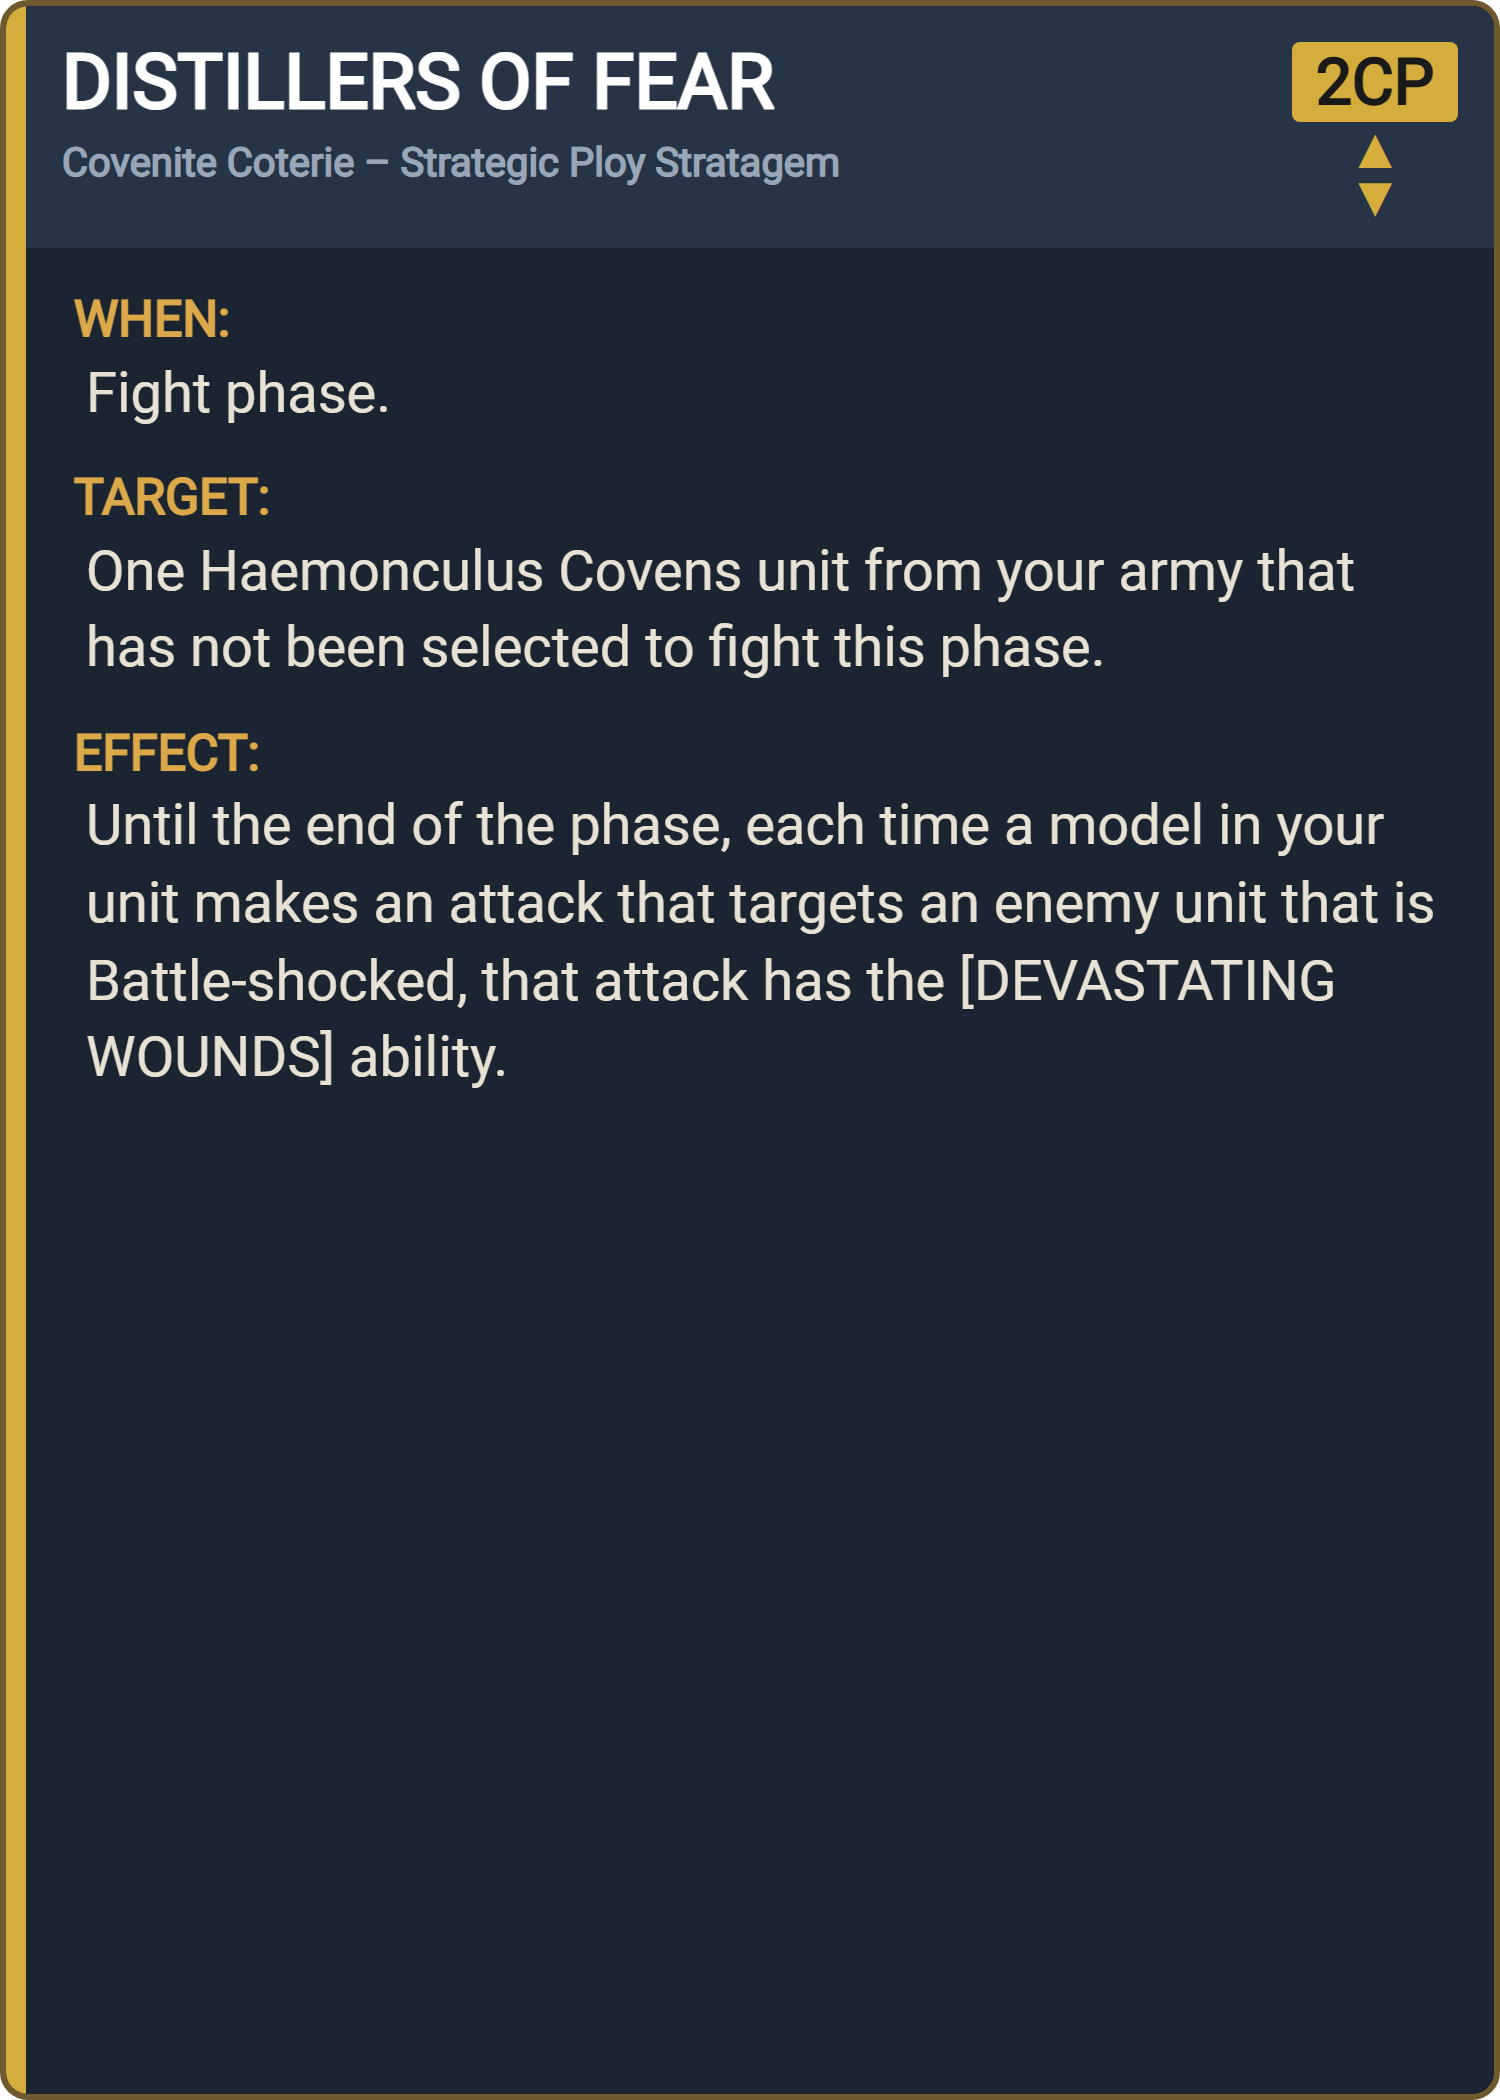 DISTILLERS OF FEAR
2CP
Covenite Coterie – Strategic Ploy Stratagem
▲
▼
WHEN:
Fight phase.
TARGET:
One Haemonculus Covens unit from your army that
has not been selected to fight this phase.
EFFECT:
Until the end of the phase, each time a model in your
unit makes an attack that targets an enemy unit that is
Battle-shocked, that attack has the [DEVASTATING
WOUNDS] ability.